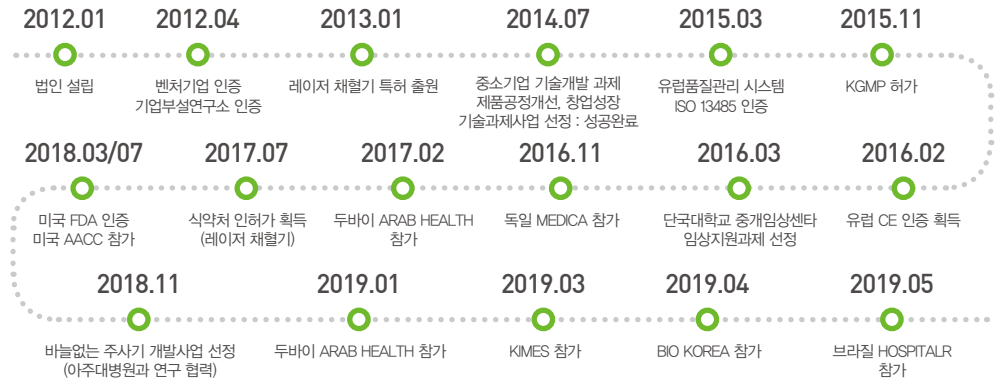 2012.01
법인 설립
2012.04
벤처기업 인증
기업부설연구소 인증
2013.01
레이저 채혈기 특허 출원
2014.07
중소기업 기술개발 과제
제품공정개선, 창업성장
기술과제사업 선정 : 성공완료
2015.03
유럽품질관리 시스템
ISO 13485 인증
2015.11
KGMP 허가
2016.02
유럽 CE 인증 획득
2016.03
단국대학교 중개임상센타
임상지원과제 선정
2016.11
독일 MEDICA 참가
2017.02
두바이 ARAB HEALTH
참가
2017.07
식약처 인허가 획득
(레이저 채혈기)
2018.03/07
미국 FDA 인증
미국 AACC 참가
2018.11
바늘없는 주사기 개발사업 선정
(아주대병원과 연구 협력)
2019.01
두바이 ARAB HEALTH 참가
2019.03
KIMES 참가
2019.04
BIO KOREA 참가
2019.05
브라질 HOSPITALR
참가